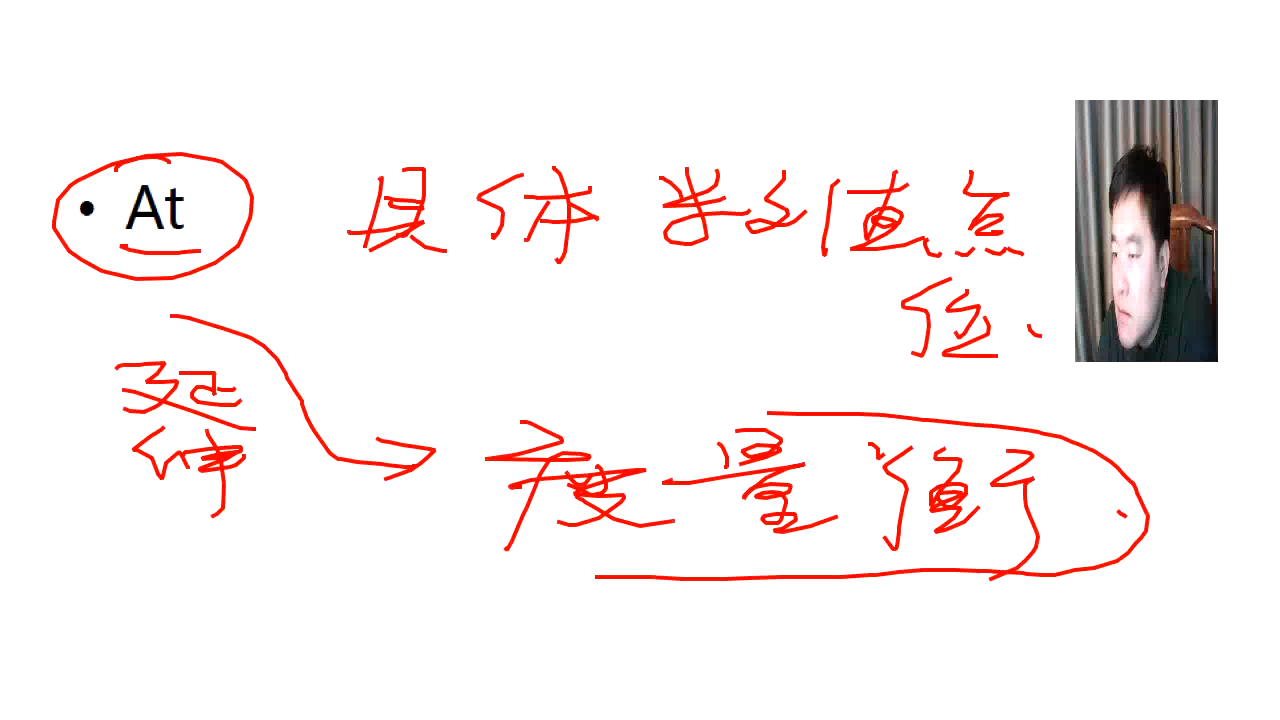 • At 具体数值点
位.
延
伸
度量衡